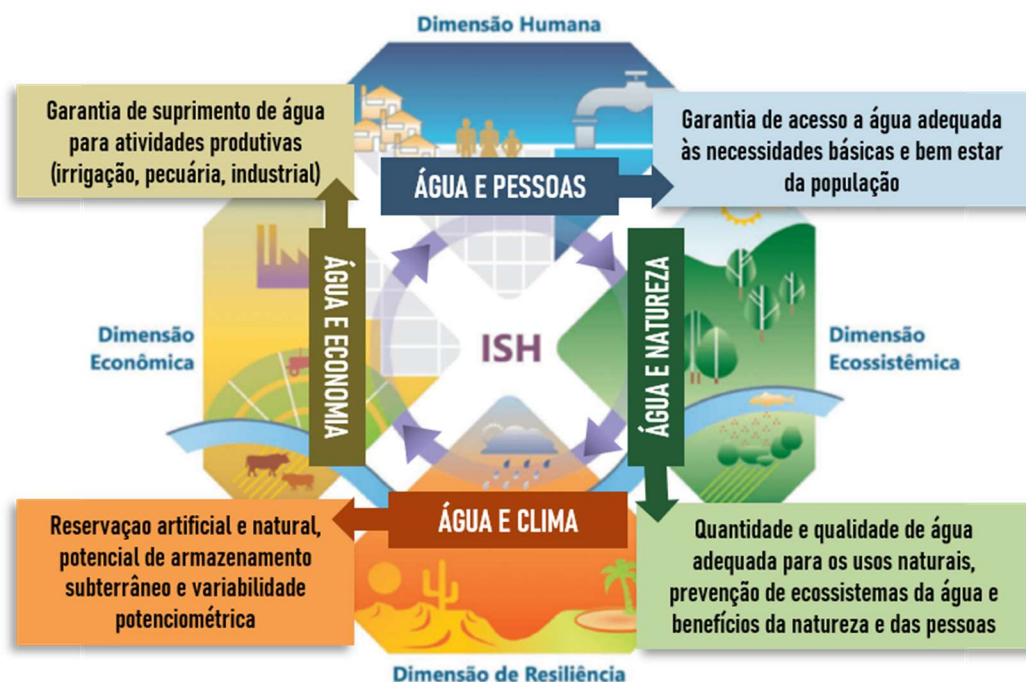 Dimensão Humana
Garantia de suprimento de água
para atividades produtivas
(irrigação, pecuária, industrial)
Garantia de acesso a água adequada
às necessidades básicas e bem estar
da população
ÁGUA E PESSOAS
ÁGUA E ECONOMIA
ÁGUA E NATUREZA
Dimensão
Econômica
ISH
Dimensão
Ecossistêmica
ÁGUA E CLIMA
Reservaçao artificial e natural,
potencial de armazenamento
subterrâneo e variabilidade
potenciométrica
Quantidade e qualidade de água
adequada para os usos naturais,
prevenção de ecossistemas da água e
benefícios da natureza e das pessoas
Dimensão de Resiliência